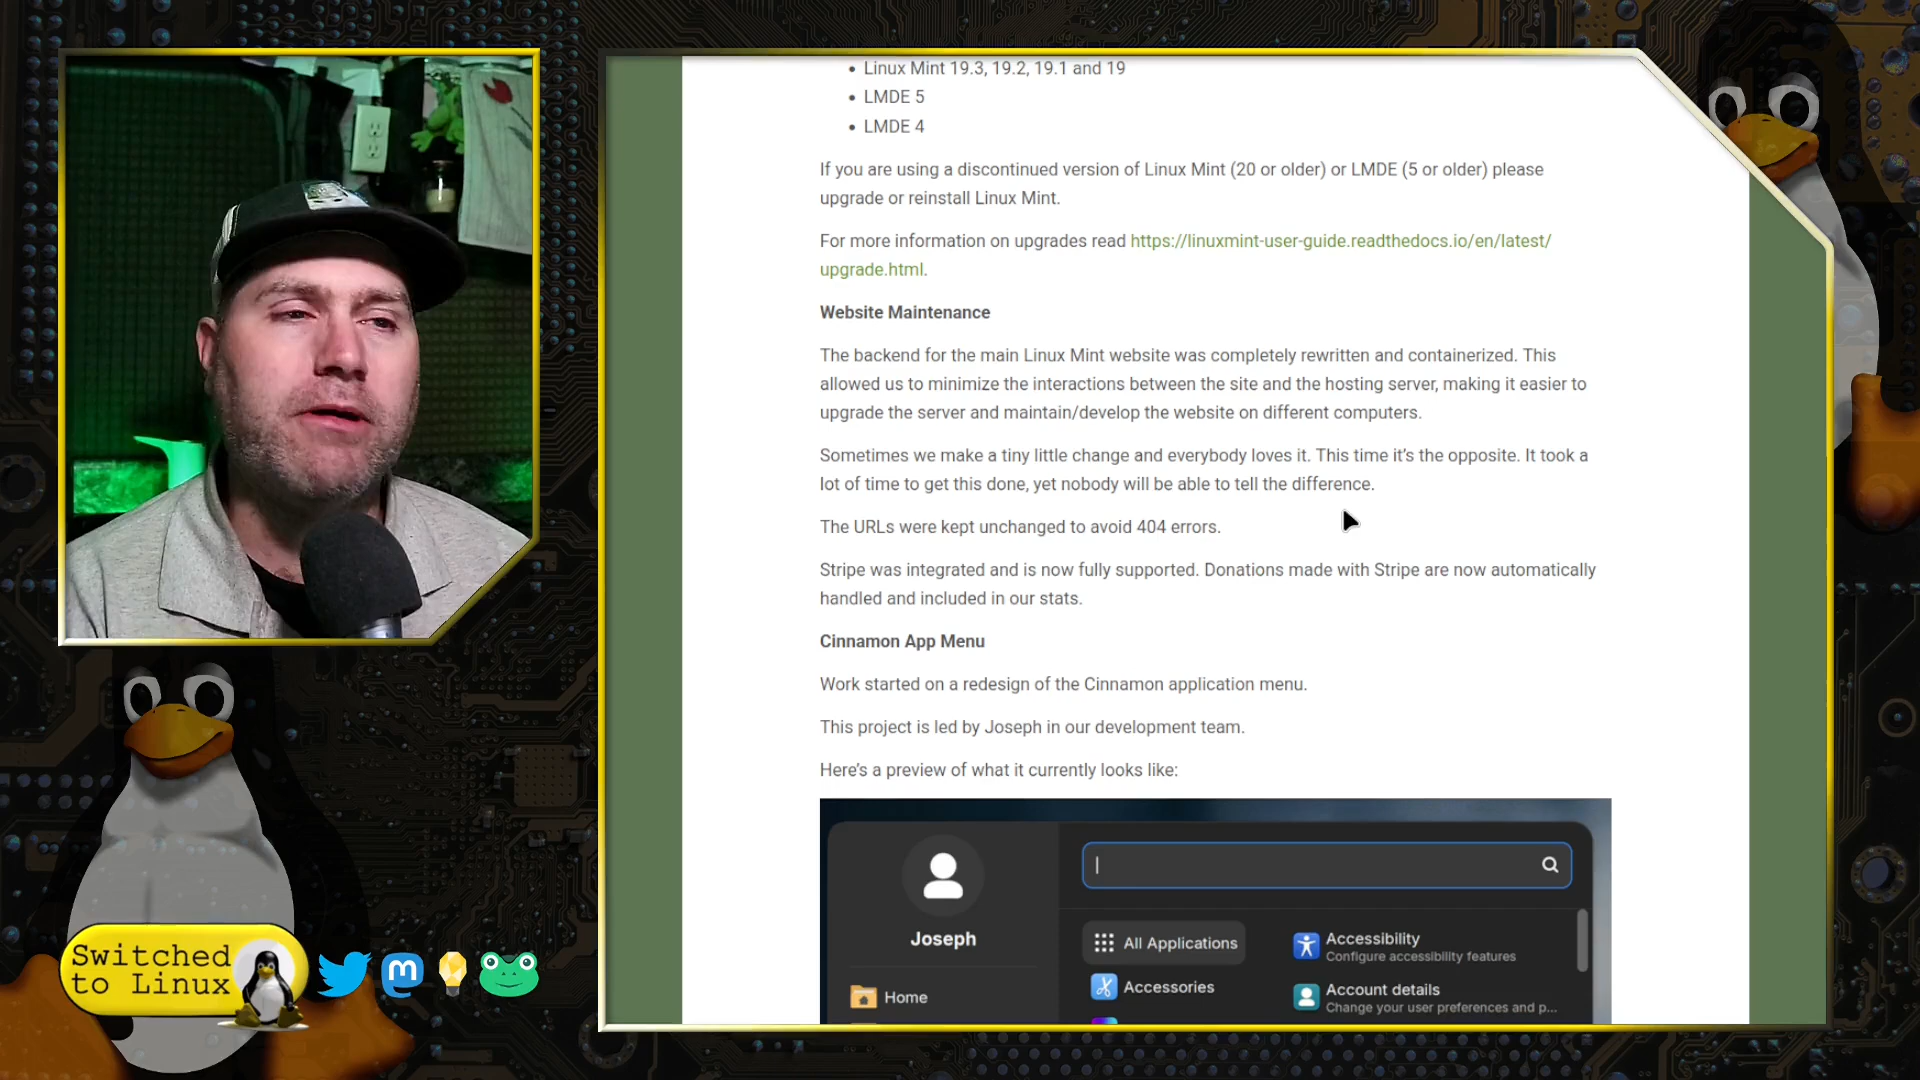 • Linux Mint 19.3, 19.2, 19.1 and 19
• LMDE 5
• LMDE 4
If you are using a discontinued version of Linux Mint (20 or older) or LMDE (5 or older) please
upgrade or reinstall Linux Mint.
For more information on upgrades read https://linuxmint-user-guide.readthedocs.io/en/latest/
upgrade.html.
Website Maintenance
The backend for the main Linux Mint website was completely rewritten and containerized. This
allowed us to minimize the interactions between the site and the hosting server, making it easier to
upgrade the server and maintain/develop the website on different computers.
Sometimes we make a tiny little change and everybody loves it. This time it’s the opposite. It took a
lot of time to get this done, yet nobody will be able to tell the difference.
The URLs were kept unchanged to avoid 404 errors.
Stripe was integrated and is now fully supported. Donations made with Stripe are now automatically
handled and included in our stats.
Cinnamon App Menu
Work started on a redesign of the Cinnamon application menu.
This project is led by Joseph in our development team.
Here’s a preview of what it currently looks like:
Joseph
Home
All Applications
Accessories
Accessibility
Configure accessibility features
Account details
Change your user preferences and p...
Switched
to Linux